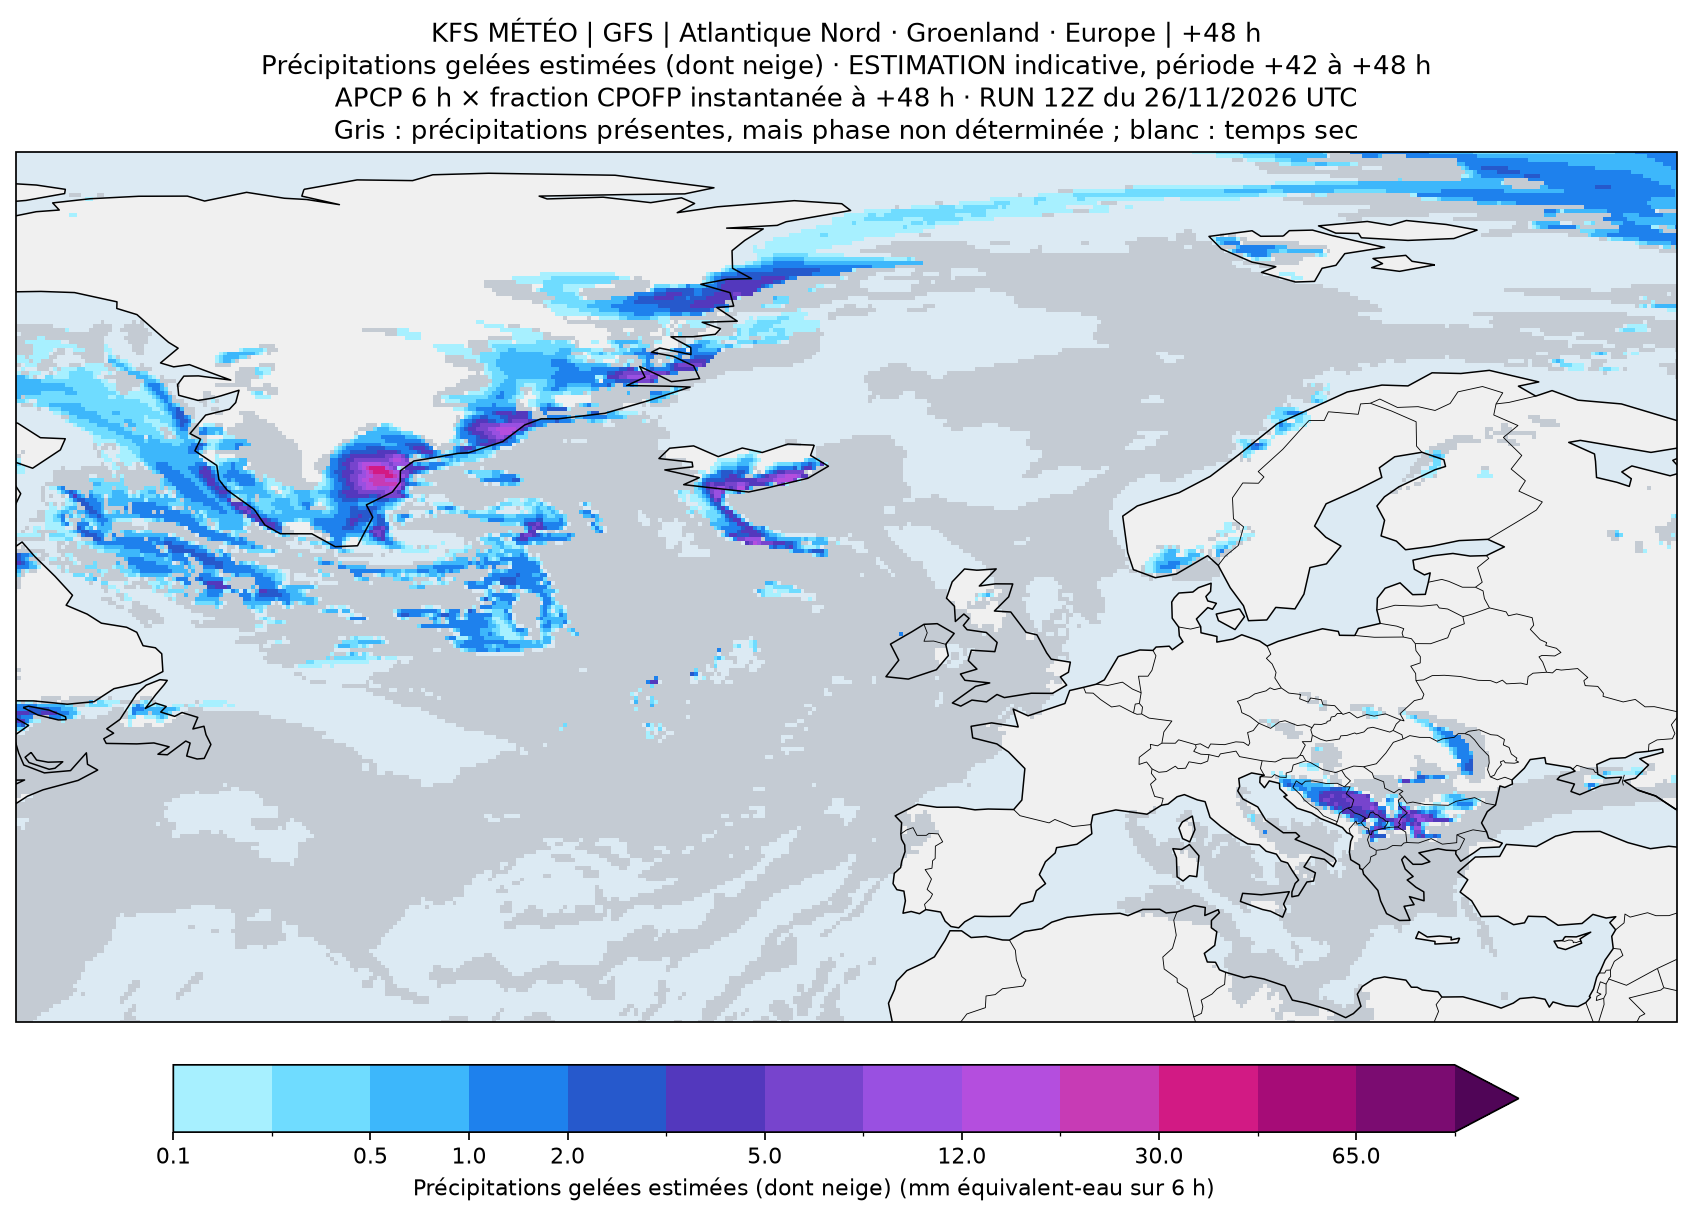 KFS MÉTÉO | GFS | Atlantique Nord · Groenland · Europe | +48 h
Précipitations gelées estimées (dont neige) · ESTIMATION indicative, période +42 à +48 h
APCP 6 h × fraction CPOFP instantanée à +48 h · RUN 12Z du 26/11/2026 UTC
Gris : précipitations présentes, mais phase non déterminée ; blanc : temps sec
0.1 0.5 1.0 2.0 5.0 12.0 30.0 65.0
Précipitations gelées estimées (dont neige) (mm équivalent-eau sur 6 h)